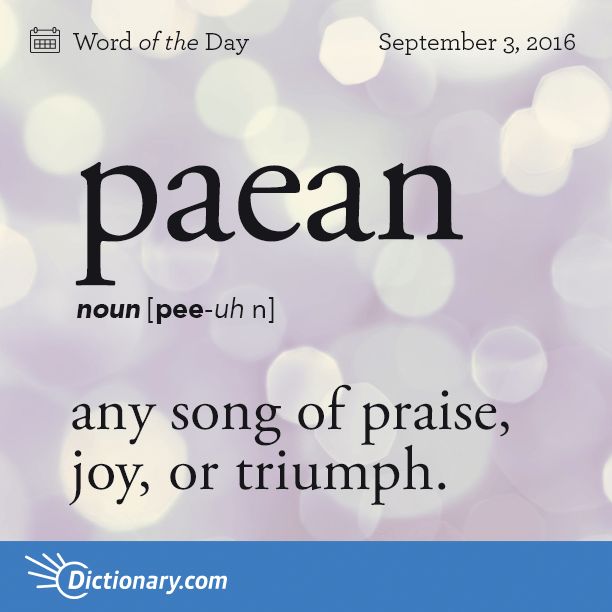 Word of the Day
September 3, 2016
paean
noun [pee-uh n]
any song of praise,
joy, or triumph.
Dictionary.com